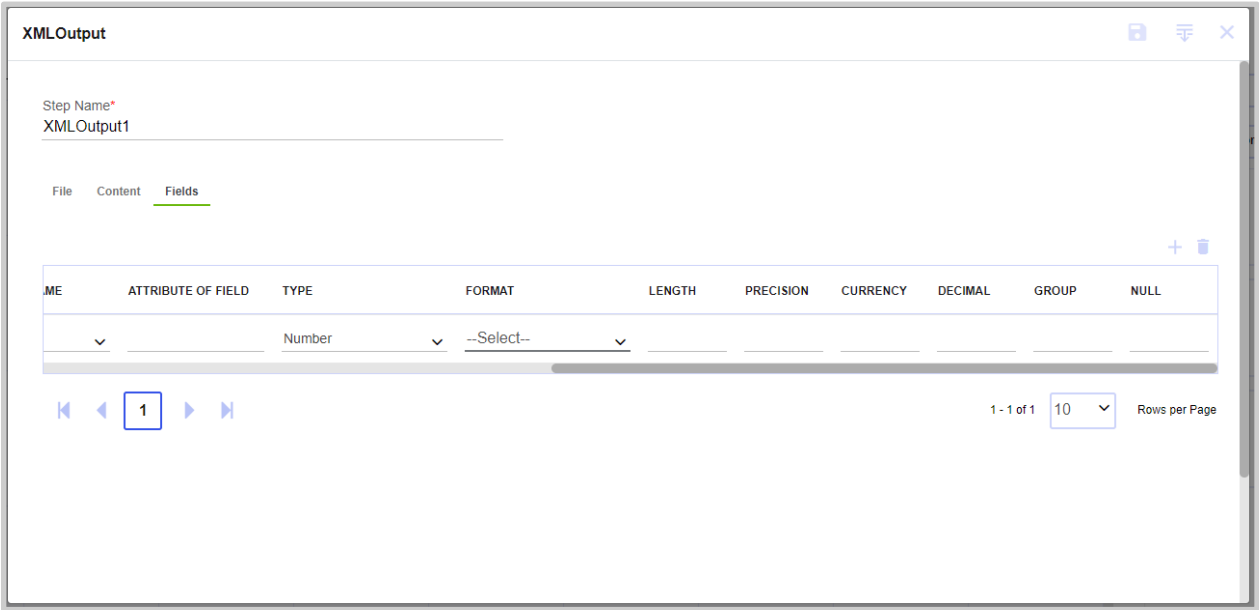 XMLOutput
Step Name*
XMLOutput1
File Content Fields
ME ATTRIBUTE OF FIELD TYPE FORMAT LENGTH PRECISION CURRENCY DECIMAL GROUP NULL
Number --Select--
1 1 - 1 of 1 10 Rows per Page